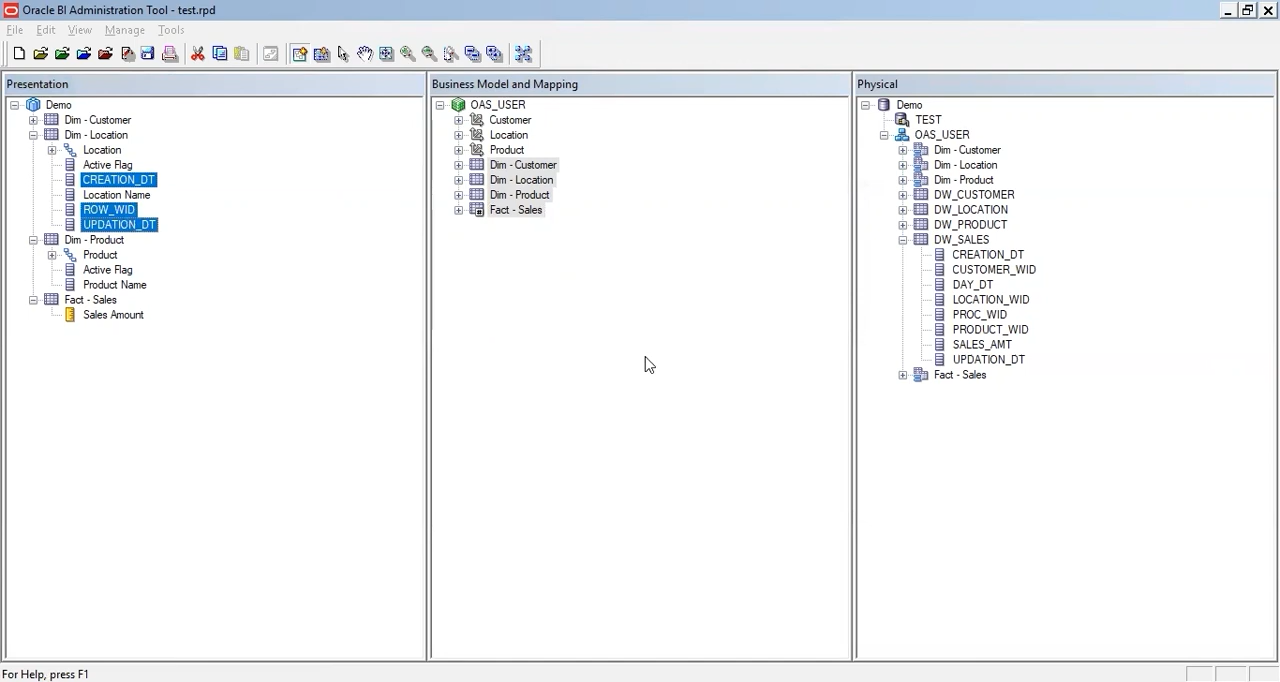 Oracle BI Administration Tool - test.rpd
File Edit View Manage Tools
Presentation
Demo
Dim - Customer
Dim - Location
Location
Active Flag
CREATION_DT
Location Name
ROW_WID
UPDATION_DT
Dim - Product
Product
Active Flag
Product Name
Fact - Sales
Sales Amount
Business Model and Mapping
OAS_USER
Customer
Location
Product
Dim - Customer
Dim - Location
Dim - Product
Fact - Sales
Physical
Demo
TEST
OAS_USER
Dim - Customer
Dim - Location
Dim - Product
DW_CUSTOMER
DW_LOCATION
DW_PRODUCT
DW_SALES
CREATION_DT
CUSTOMER_WID
DAY_DT
LOCATION_WID
PROC_WID
PRODUCT_WID
SALES_AMT
UPDATION_DT
Fact - Sales
For Help, press F1